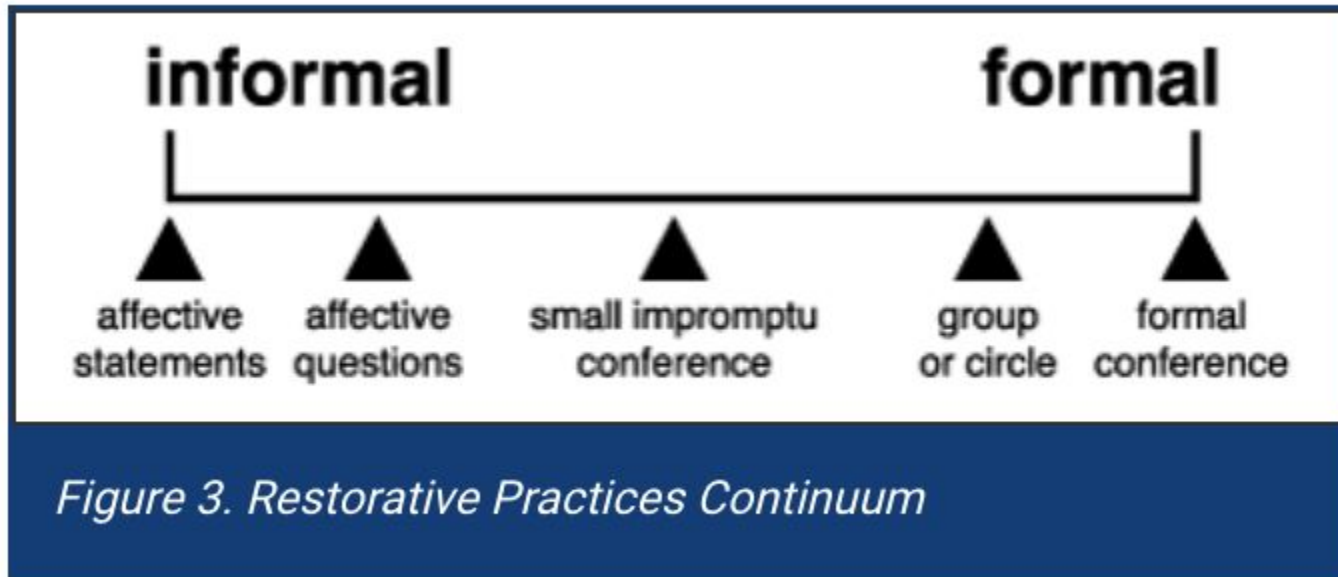 informal
formal
affective
statements
affective
questions
small impromptu
conference
group
or circle
formal
conference
Figure 3. Restorative Practices Continuum